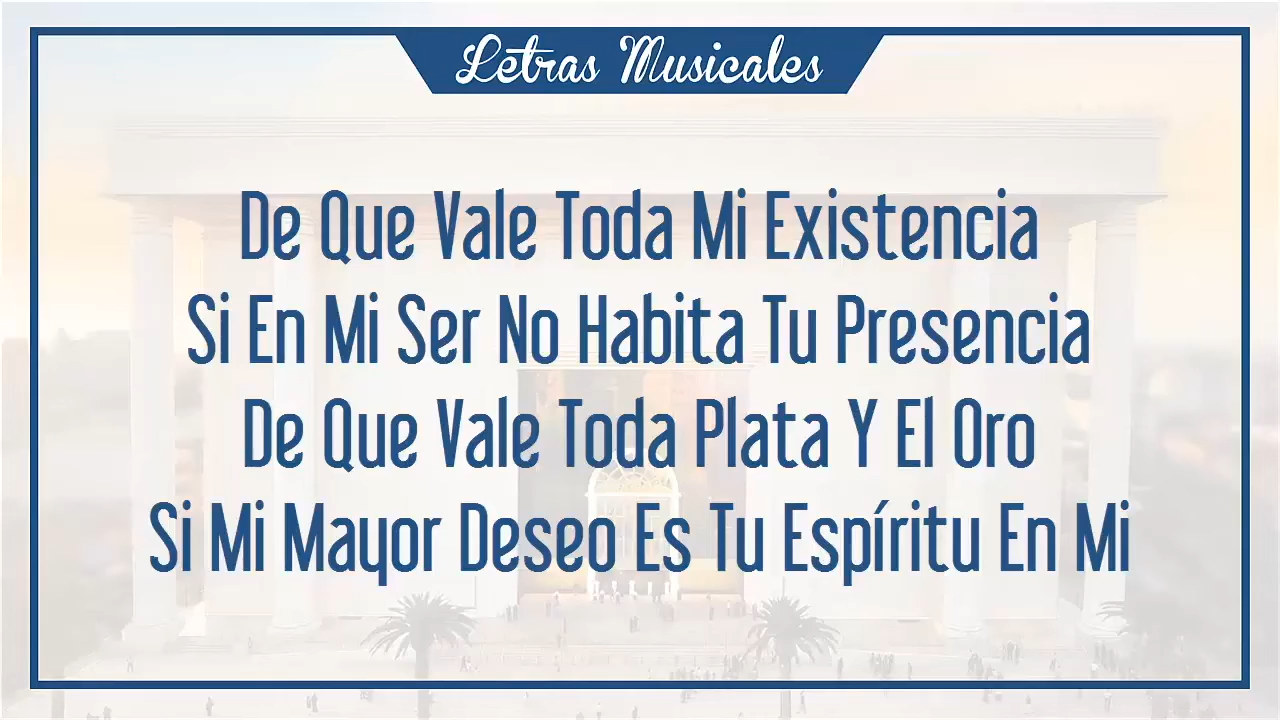 Letras Musicales
De Que Vale Toda Mi Existencia
Si En Mi Ser No Habita Tu Presencia
De Que Vale Toda Plata Y El Oro
Si Mi Mayor Deseo Es Tu Espíritu En Mi